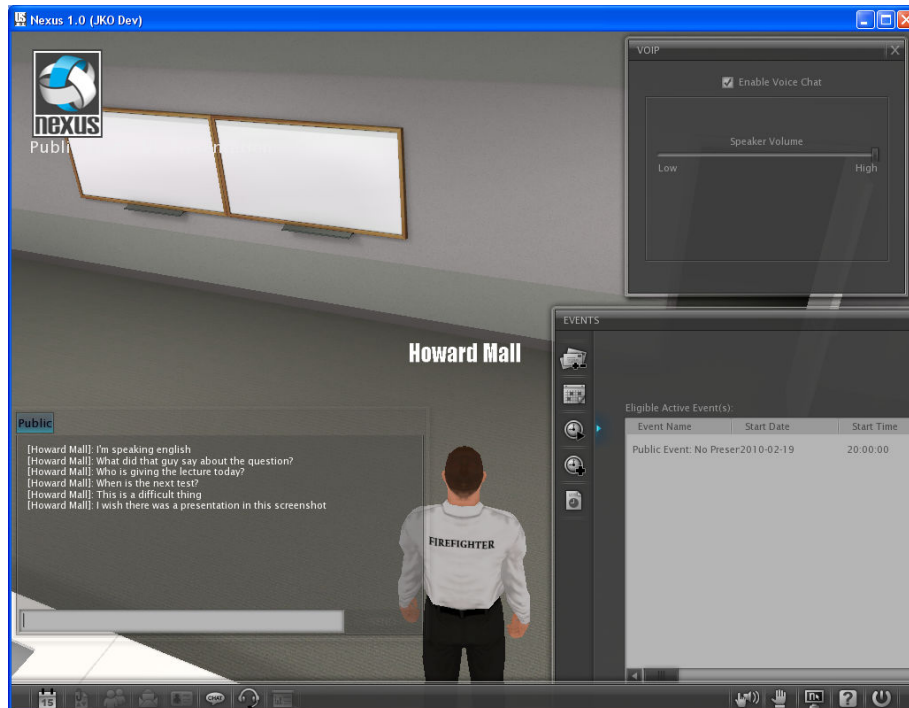 Nexus 1.0 (JKO Dev)
nexus
Publi
VOIP
Enable Voice Chat
Speaker Volume
Low
High
Howard Mall
EVENTS
Eligible Active Event(s):
Event Name Start Date Start Time
Public Event: No Preser 2010-02-19 20:00:00
Public
[Howard Mall]: I'm speaking english
[Howard Mall]: What did that guy say about the question?
[Howard Mall]: Who is giving the lecture today?
[Howard Mall]: When is the next test?
[Howard Mall]: This is a difficult thing
[Howard Mall]: I wish there was a presentation in this screenshot
FIREFIGHTER
15
CHAT
?